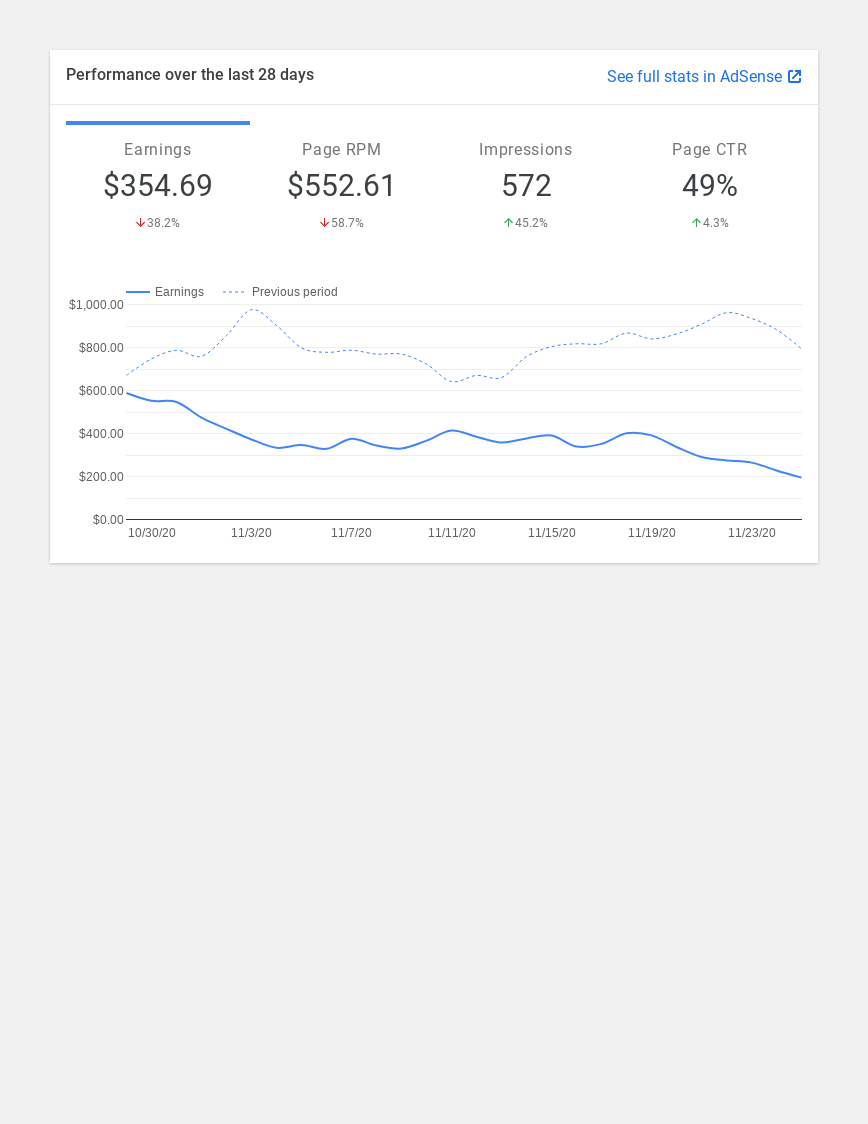 Performance over the last 28 days
See full stats in AdSense
Earnings Page RPM Impressions Page CTR
$354.69 $552.61 572 49%
38.2% 58.7% 45.2% 4.3%
Earnings Previous period
$1,000.00
$800.00
$600.00
$400.00
$200.00
$0.00
10/30/20 11/3/20 11/7/20 11/11/20 11/15/20 11/19/20 11/23/20